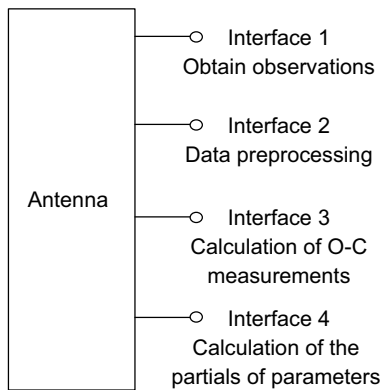 Interface 1
Obtain observations
Interface 2
Data preprocessing
Antenna
Interface 3
Calculation of O-C
measurements
Interface 4
Calculation of the
partials of parameters